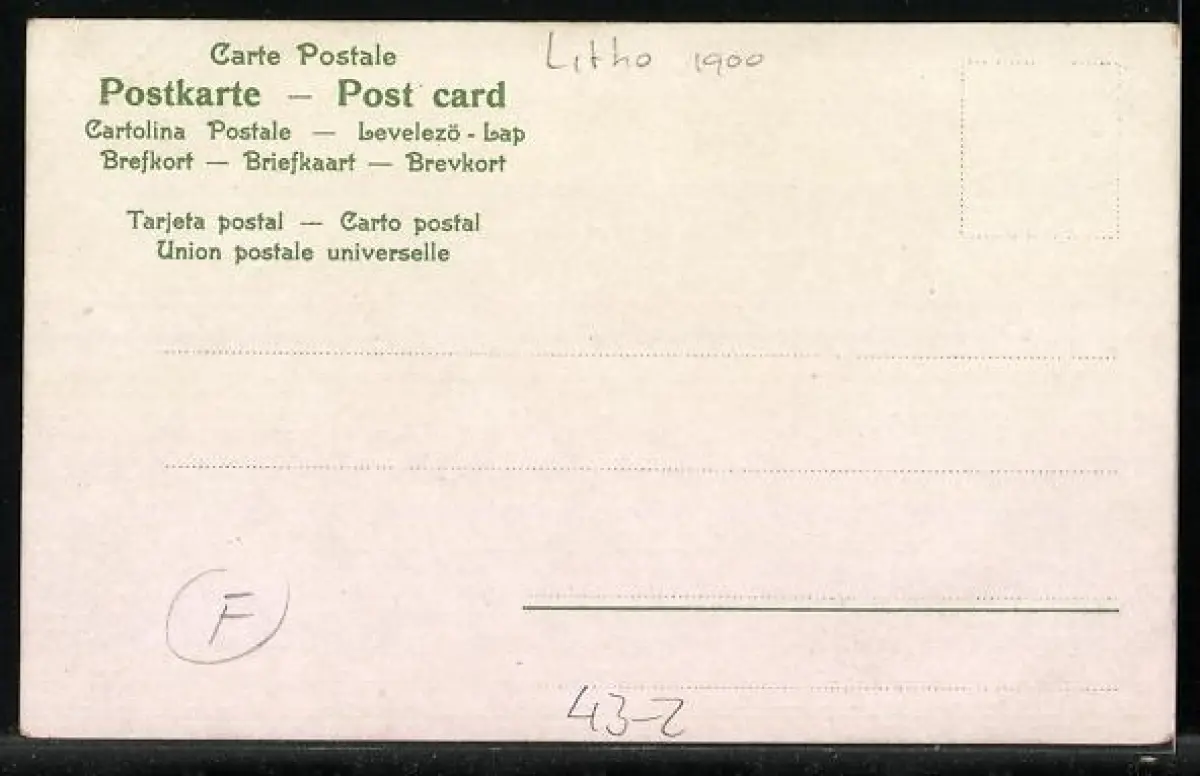 Carte Postale
Litho 1900
Postkarte — Post card
Cartolina Postale — Levelező - Lap
Brefkort — Briefkaart — Brevkort
Tarjeta postal — Carto postal
Union postale universelle
F
43-2